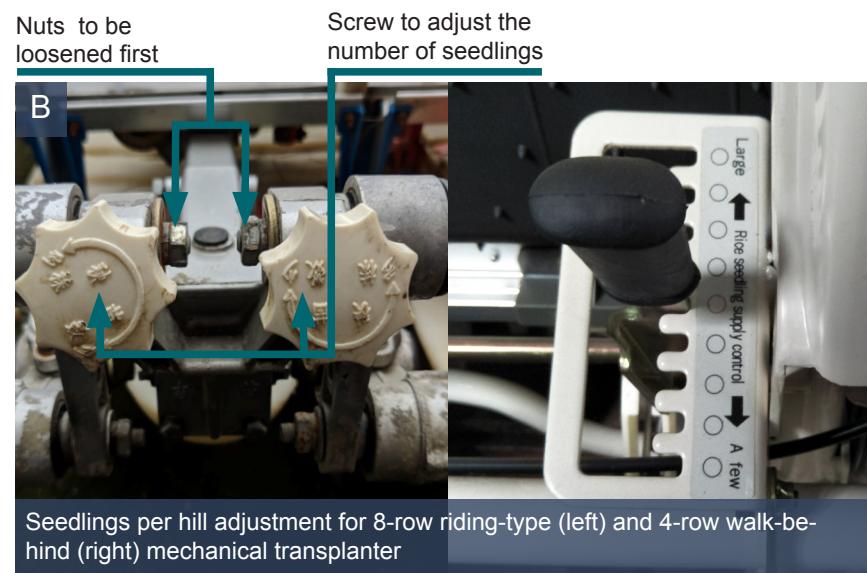 Nuts to be
loosened first
Screw to adjust the
number of seedlings
B
Large
Rice seedling supply control
A few
Seedlings per hill adjustment for 8-row riding-type (left) and 4-row walk-be-
hind (right) mechanical transplanter